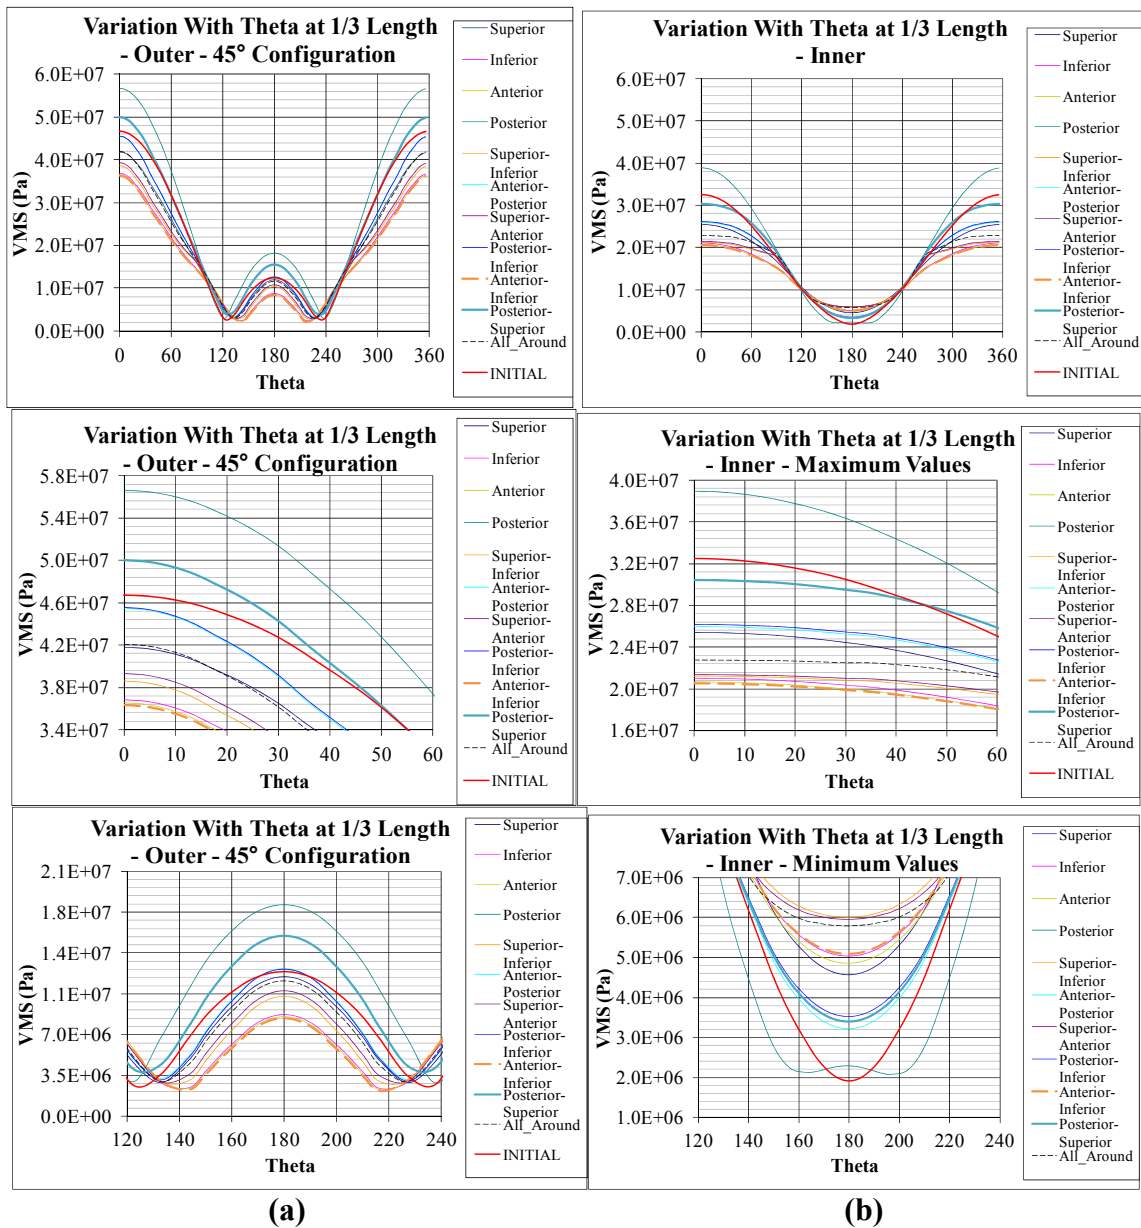 Variation With Theta at 1/3 Length
- Outer - 45° Configuration
6.0E+07
5.0E+07
4.0E+07
3.0E+07
2.0E+07
1.0E+07
0.0E+00
VMS (Pa)
0 60 120 180 240 300 360
Theta
Superior
Inferior
Anterior
Posterior
Superior-
Inferior
Anterior-
Posterior
Superior-
Anterior
Posterior-
Inferior
Anterior-
Inferior
Posterior-
Superior
All_Around
INITIAL
Variation With Theta at 1/3 Length
- Inner
6.0E+07
5.0E+07
4.0E+07
3.0E+07
2.0E+07
1.0E+07
0.0E+00
VMS (Pa)
0 60 120 180 240 300 360
Theta
Superior
Inferior
Anterior
Posterior
Superior-
Inferior
Anterior-
Posterior
Superior-
Anterior
Posterior-
Inferior
Anterior-
Inferior
Posterior-
Superior
All_Around
INITIAL
Variation With Theta at 1/3 Length
- Outer - 45° Configuration
5.8E+07
5.4E+07
5.0E+07
4.6E+07
4.2E+07
3.8E+07
3.4E+07
VMS (Pa)
0 10 20 30 40 50 60
Theta
Superior
Inferior
Anterior
Posterior
Superior-
Inferior
Anterior-
Posterior
Superior-
Anterior
Posterior-
Inferior
Anterior-
Inferior
Posterior-
Superior
All_Around
INITIAL
Variation With Theta at 1/3 Length
- Inner - Maximum Values
4.0E+07
3.6E+07
3.2E+07
2.8E+07
2.4E+07
2.0E+07
1.6E+07
VMS (Pa)
0 10 20 30 40 50 60
Theta
Superior
Inferior
Anterior
Posterior
Superior-
Inferior
Anterior-
Posterior
Superior-
Anterior
Posterior-
Inferior
Anterior-
Inferior
Posterior-
Superior
All_Around
INITIAL
Variation With Theta at 1/3 Length
- Outer - 45° Configuration
2.1E+07
1.8E+07
1.4E+07
1.1E+07
7.0E+06
3.5E+06
0.0E+00
VMS (Pa)
120 140 160 180 200 220 240
Theta
Superior
Inferior
Anterior
Posterior
Superior-
Inferior
Anterior-
Posterior
Superior-
Anterior
Posterior-
Inferior
Anterior-
Inferior
Posterior-
Superior
All_Around
INITIAL
Variation With Theta at 1/3 Length
- Inner - Minimum Values
7.0E+06
6.0E+06
5.0E+06
4.0E+06
3.0E+06
2.0E+06
1.0E+06
VMS (Pa)
120 140 160 180 200 220 240
Theta
Superior
Inferior
Anterior
Posterior
Superior-
Inferior
Anterior-
Posterior
Superior-
Anterior
Posterior-
Inferior
Anterior-
Inferior
Posterior-
Superior
All_Around
(a)
(b)